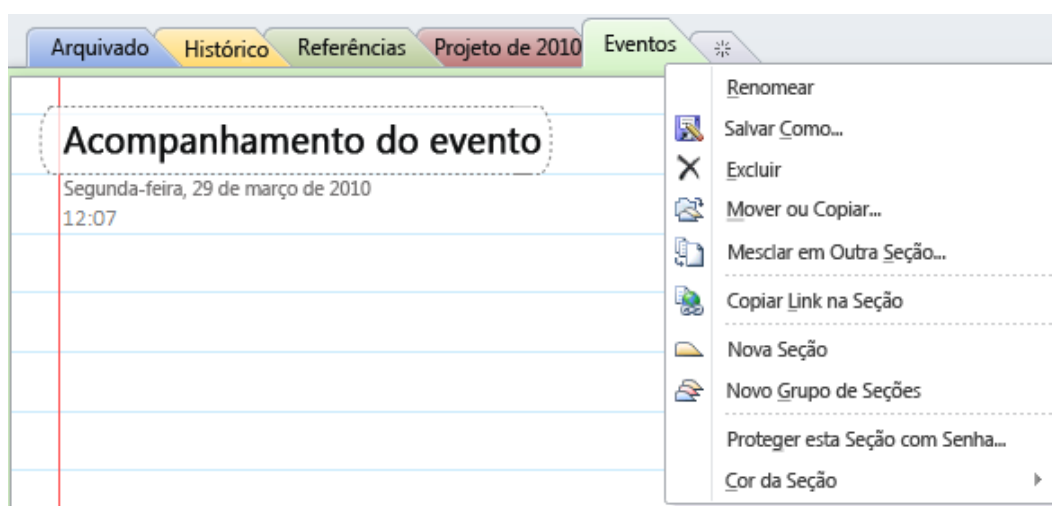 Arquivado Histórico Referências Projeto de 2010 Eventos
Acompanhamento do evento
Segunda-feira, 29 de março de 2010
12:07
Renomear
Salvar Como...
Excluir
Mover ou Copiar...
Mesclar em Outra Seção...
Copiar Link na Seção
Nova Seção
Novo Grupo de Seções
Proteger esta Seção com Senha...
Cor da Seção